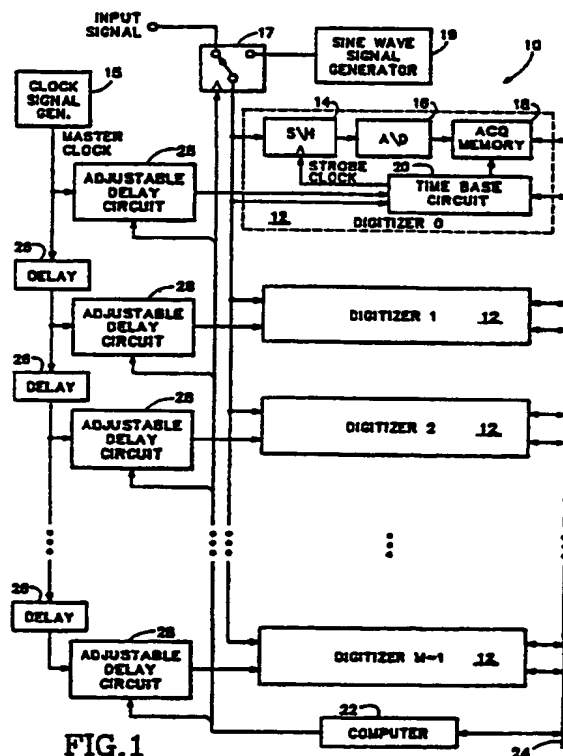 INPUT
SIGNAL
17
SINE WAVE
SIGNAL
GENERATOR
19
10
CLOCK
SIGNAL
GEN.
15
MASTER
CLOCK
28
ADJUSTABLE
DELAY
CIRCUIT
14
S\H
16
A\D
18
ACQ
MEMORY
STROBE
CLOCK
20
TIME BASE
CIRCUIT
12
DIGITIZER 0
26
DELAY
28
ADJUSTABLE
DELAY
CIRCUIT
DIGITIZER 1 12
26
DELAY
28
ADJUSTABLE
DELAY
CIRCUIT
DIGITIZER 2 12
26
DELAY
28
ADJUSTABLE
DELAY
CIRCUIT
DIGITIZER M-1 12
22
COMPUTER
24
FIG.1